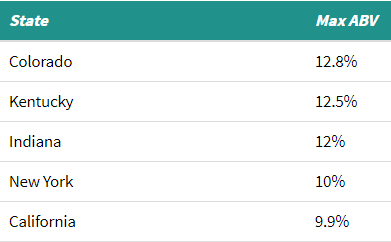 State Max ABV
Colorado 12.8%
Kentucky 12.5%
Indiana 12%
New York 10%
California 9.9%